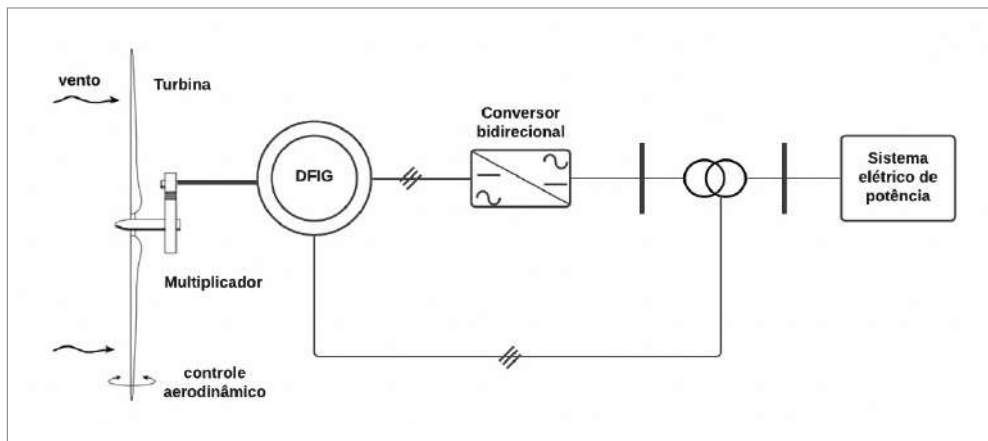 vento
Turbina
Conversor
bidirecional
DFIG
Sistema
elétrico de
potência
Multiplicador
controle
aerodinâmico